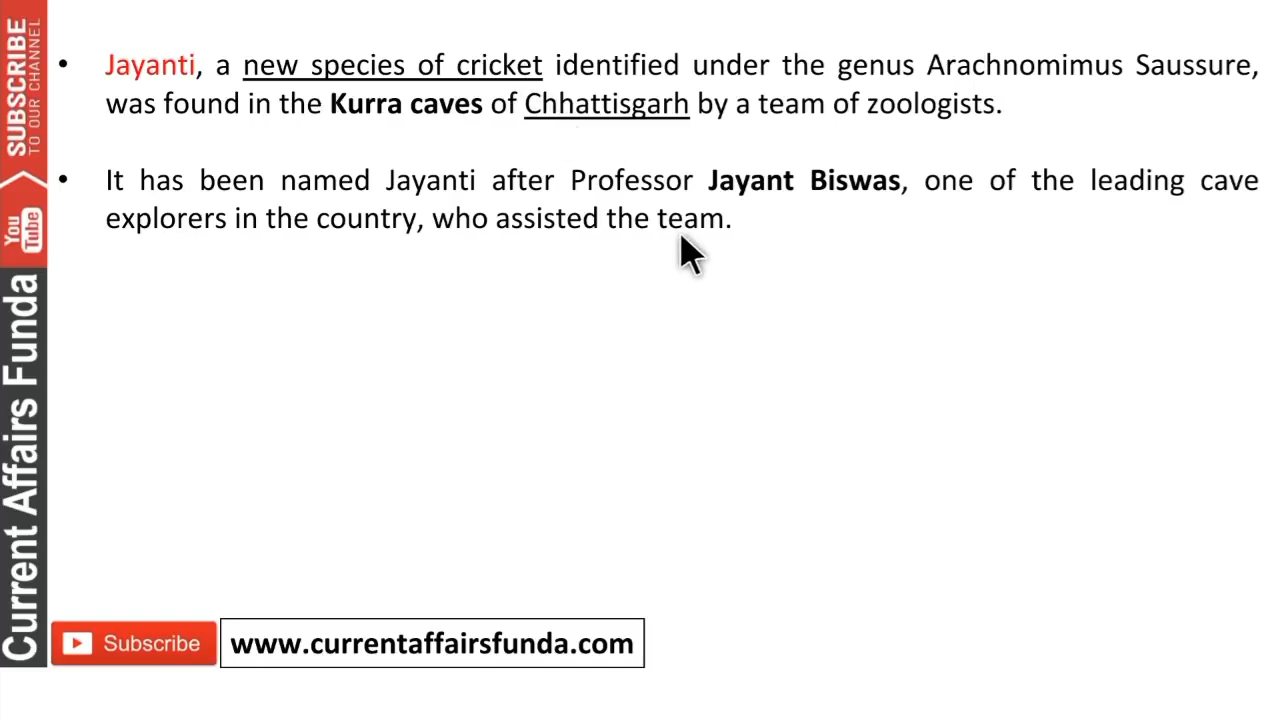 SUBSCRIBE
TO OUR CHANNEL
You
Tube
Current Affairs Funda
• Jayanti, a new species of cricket identified under the genus Arachnomimus Saussure,
was found in the Kurra caves of Chhattisgarh by a team of zoologists.
• It has been named Jayanti after Professor Jayant Biswas, one of the leading cave
explorers in the country, who assisted the team.
Subscribe
www.currentaffairsfunda.com